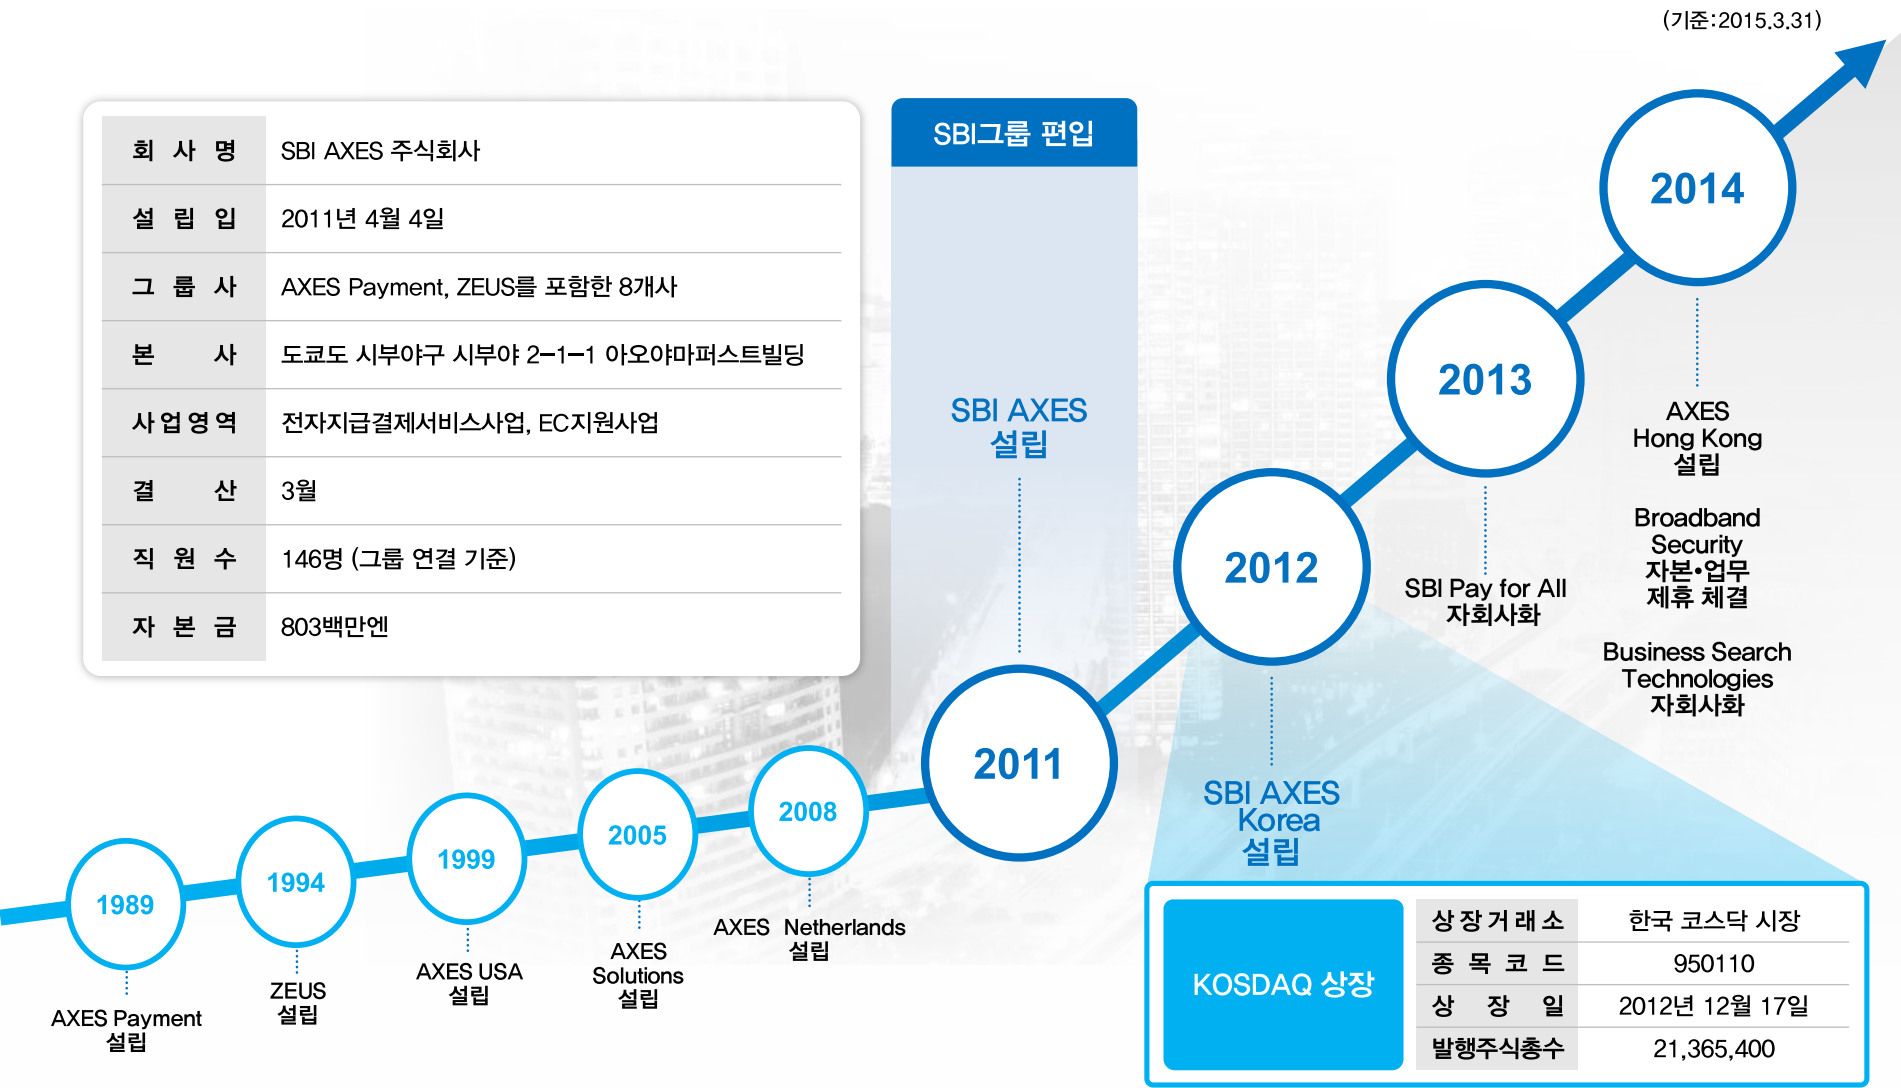 (기준:2015.3.31)
회 사 명 SBI AXES 주식회사
설 립 입 2011년 4월 4일
그 룹 사 AXES Payment, ZEUS를 포함한 8개사
본 사 도쿄도 시부야구 시부야 2-1-1 아오야마퍼스트빌딩
사업영역 전자지급결제서비스사업, EC지원사업
결 산 3월
직 원 수 146명 (그룹 연결 기준)
자 본 금 803백만엔
SBI그룹 편입
SBI AXES
설립
1989
AXES Payment
설립
1994
ZEUS
설립
1999
AXES USA
설립
2005
AXES
Solutions
설립
2008
AXES Netherlands
설립
2011
2012
SBI AXES
Korea
설립
2013
SBI Pay for All
자회사화
2014
AXES
Hong Kong
설립
Broadband
Security
자본•업무
제휴 체결
Business Search
Technologies
자회사화
KOSDAQ 상장
상장거래소 한국 코스닥 시장
종 목 코 드 950110
상 장 일 2012년 12월 17일
발행주식총수 21,365,400